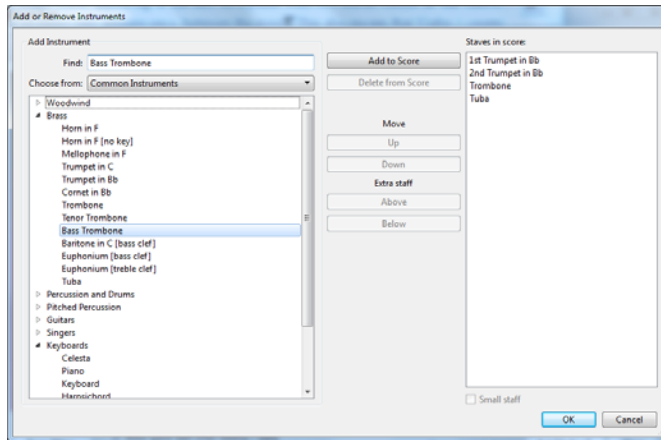 Add or Remove Instruments
Add Instrument
Find: Bass Trombone
Choose from: Common Instruments
Woodwind
Brass
Horn in F
Horn in F [no key]
Mellophone in F
Trumpet in C
Trumpet in Bb
Cornet in Bb
Trombone
Tenor Trombone
Bass Trombone
Baritone in C [bass clef]
Euphonium [bass clef]
Euphonium [treble clef]
Tuba
Percussion and Drums
Pitched Percussion
Guitars
Singers
Keyboards
Celesta
Piano
Keyboard
Harpsichord
Add to Score
Delete from Score
Move
Up
Down
Extra staff
Above
Below
Staves in score:
1st Trumpet in Bb
2nd Trumpet in Bb
Trombone
Tuba
Small staff
OK
Cancel